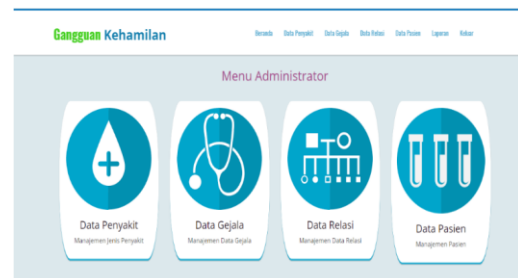 Gangguan Kehamilan
Beranda Data Penyakit Data Gejala Data Relasi Data Pasien Laporan Keluar
Menu Administrator
Data Penyakit Data Gejala Data Relasi Data Pasien
Manajemen Jenis Penyakit Manajemen Data Gejala Manajemen Data Relasi Manajemen Pasien